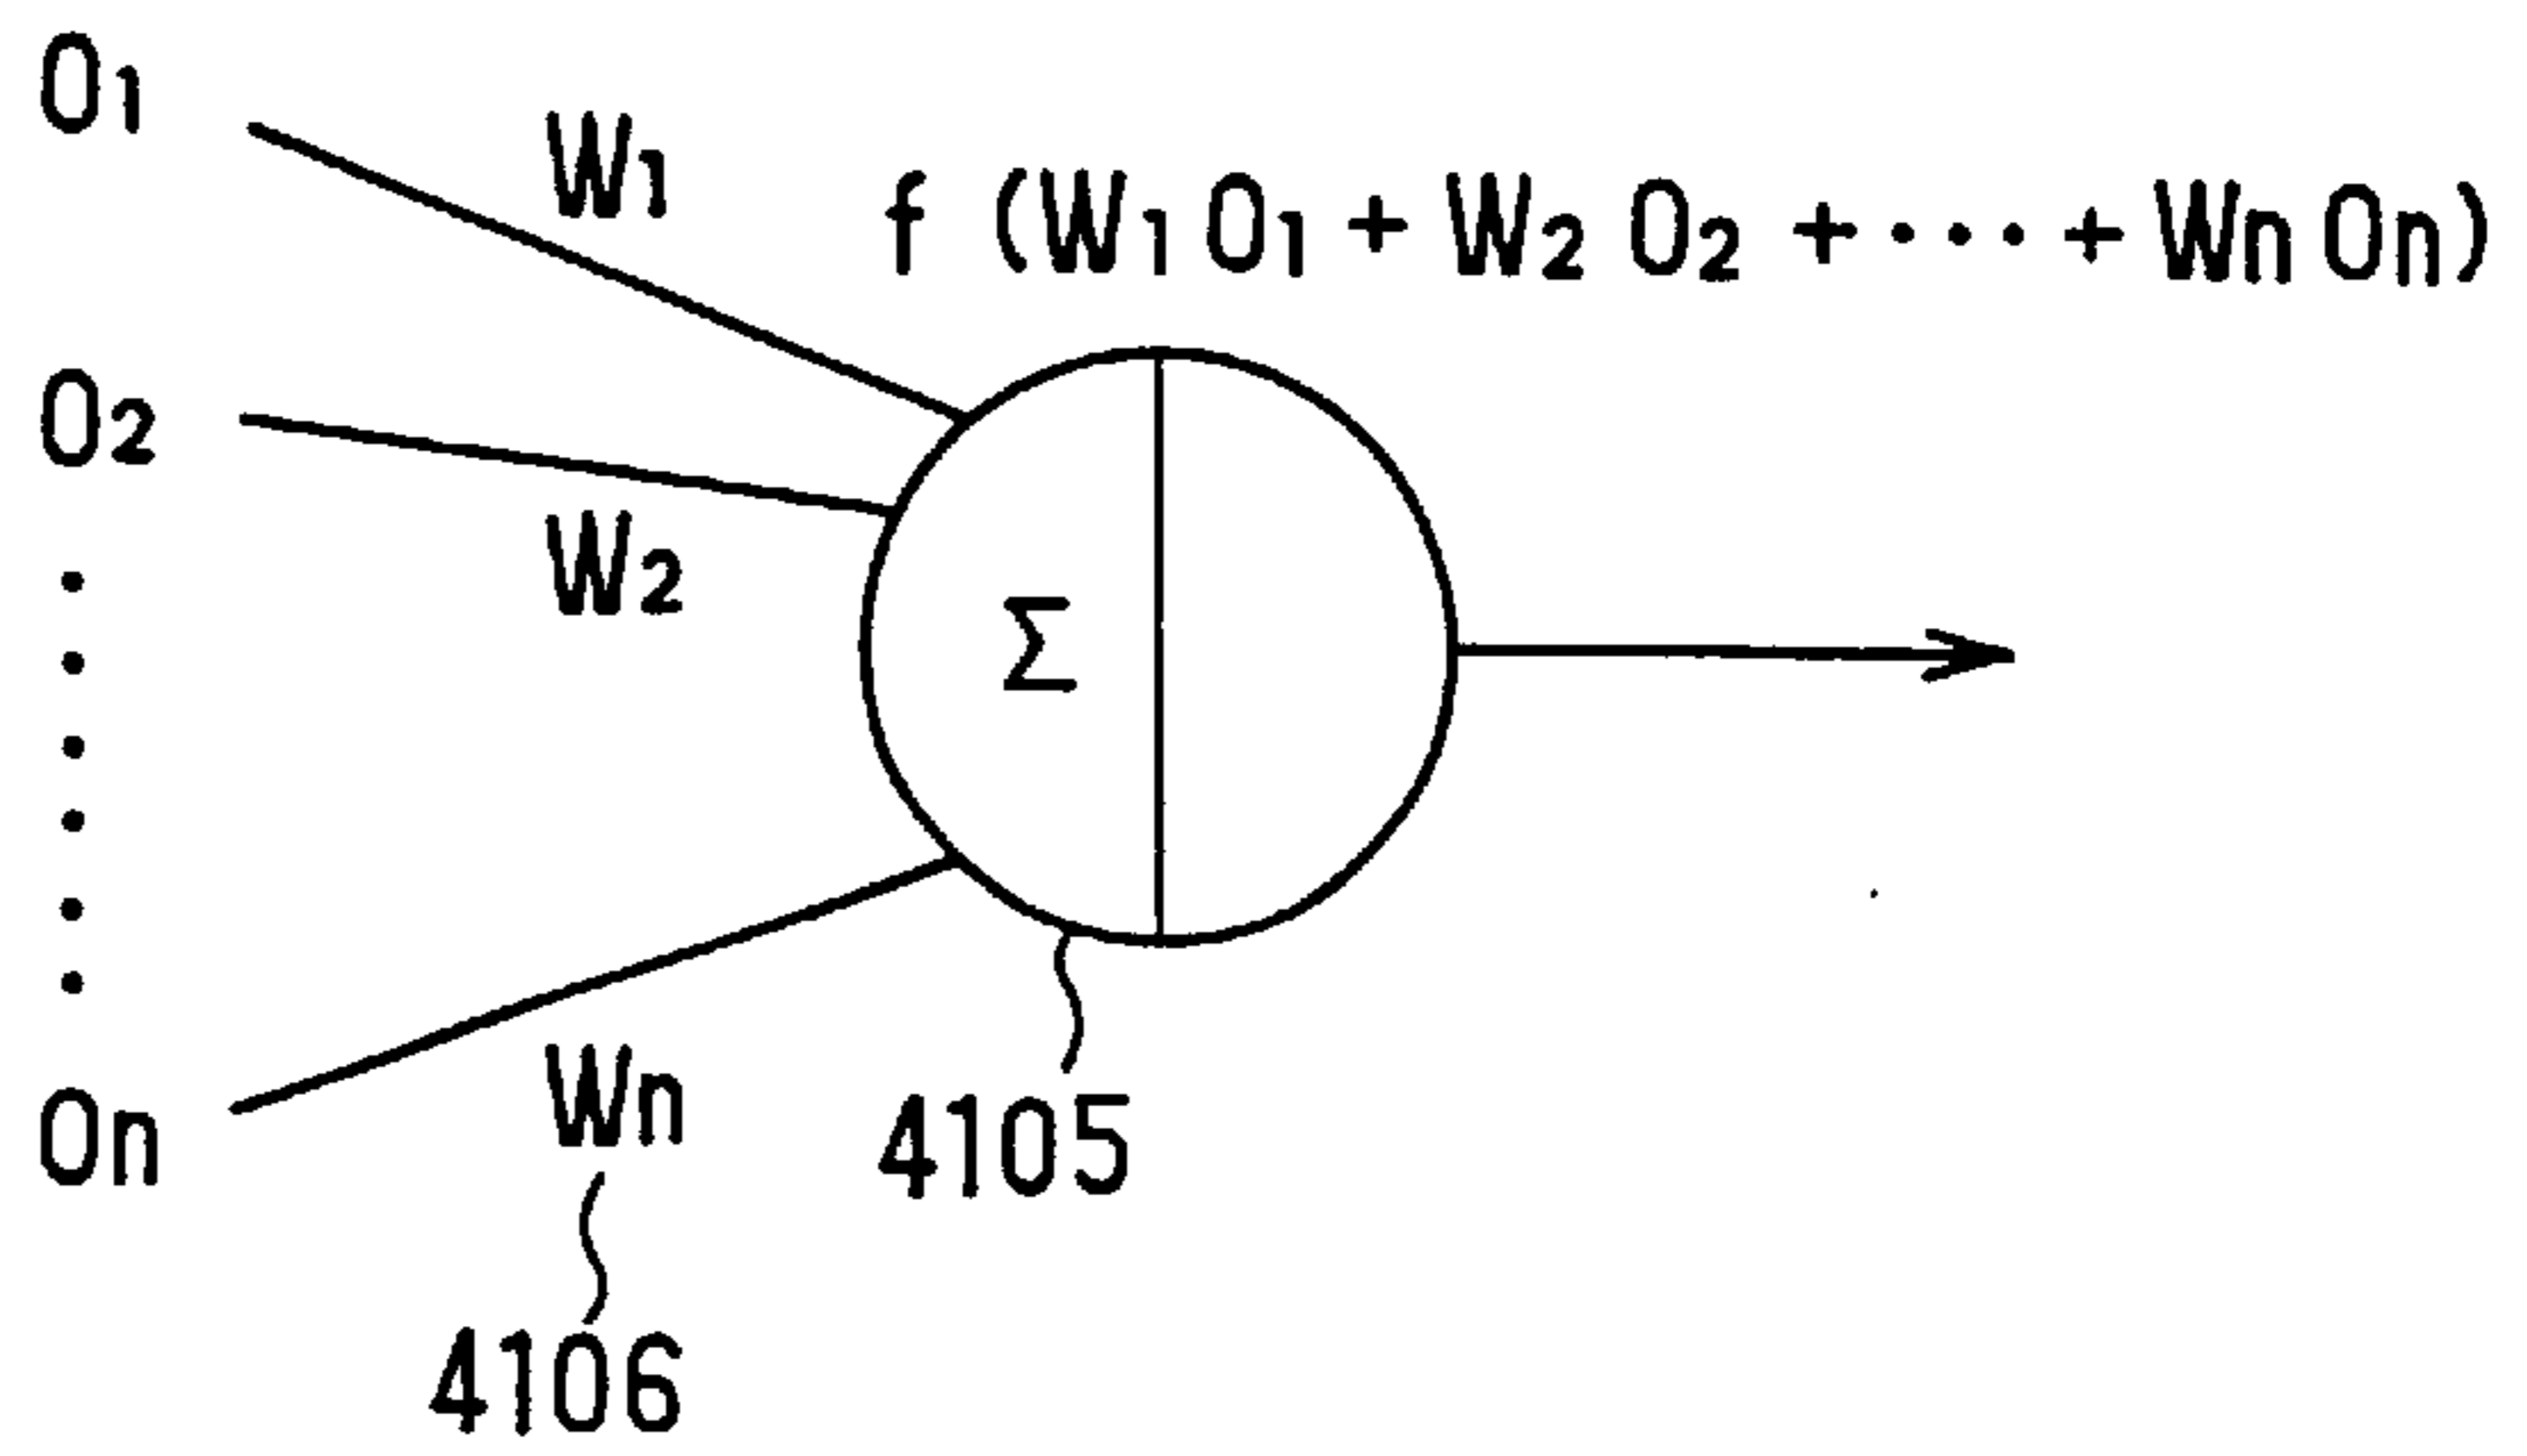 O1
W1
f (W1 O1 + W2 O2 + ··· + Wn On)
O2
W2
Σ
On
Wn
4105
4106